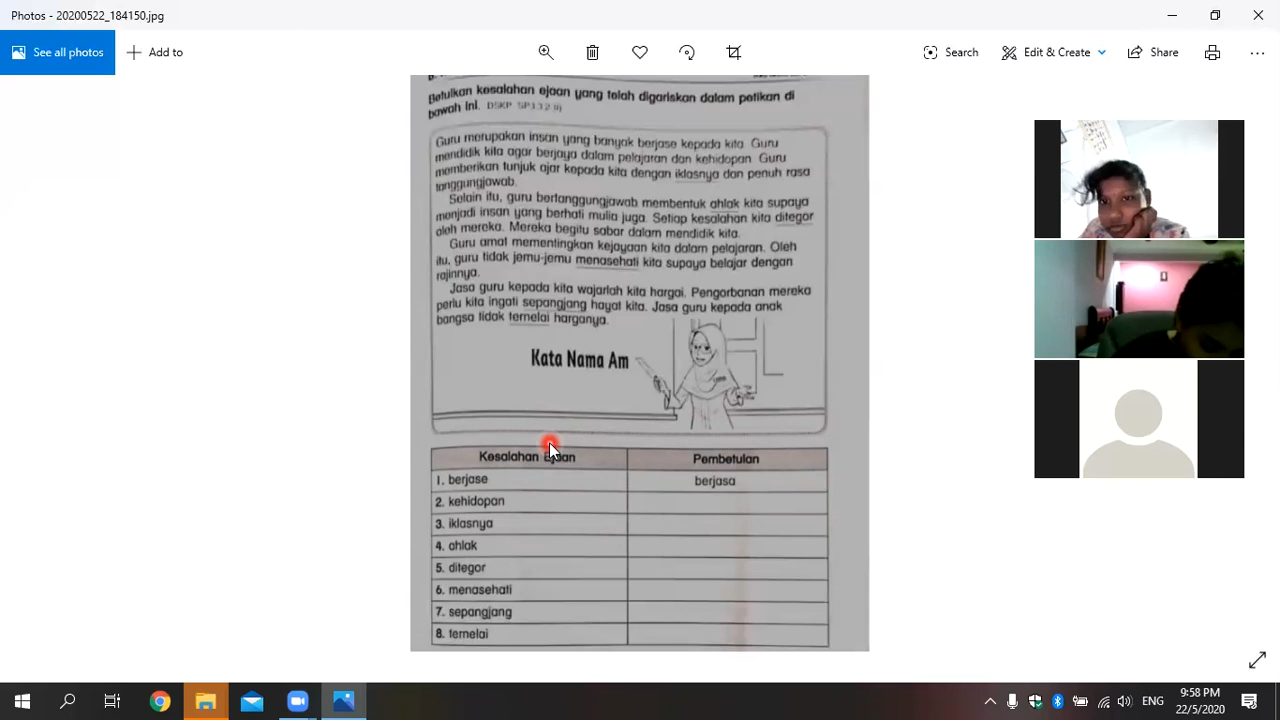 Photos - 20200522_184150.jpg
See all photos
Add to
Search
Edit & Create
Share
Betulkan kesalahan ejaan yang telah digariskan dalam petikan di
bawah ini. DSKP SP3.3.2
Guru merupakan insan yang banyak berjase kepada kita. Guru
mendidik kita agar berjaya dalam pelajaran dan kehidopan. Guru
memberikan tunjuk ajar kepada kita dengan iklasnya dan penuh rasa
tanggungjawab.
Selain itu, guru bertanggungjawab membentuk ahlak kita supaya
menjadi insan yang berhati mulia juga. Setiap kesalahan kita ditegor
oleh mereka. Mereka begitu sabar dalam mendidik kita.
Guru amat mementingkan kejayaan kita dalam pelajaran. Oleh
itu, guru tidak jemu-jemu menasehati kita supaya belajar dengan
rajinnya.
Jasa guru kepada kita wajarlah kita hargai. Pengorbanan mereka
perlu kita ingati sepangjang hayat kita. Jasa guru kepada anak
bangsa tidak ternelai harganya.
Kata Nama Am
Kesalahan Ejaan
Pembetulan
1. berjase
berjasa
2. kehidopan
3. iklasnya
4. ahlak
5. ditegor
6. menasehati
7. sepangjang
8. ternelai
ENG
9:58 PM
22/5/2020